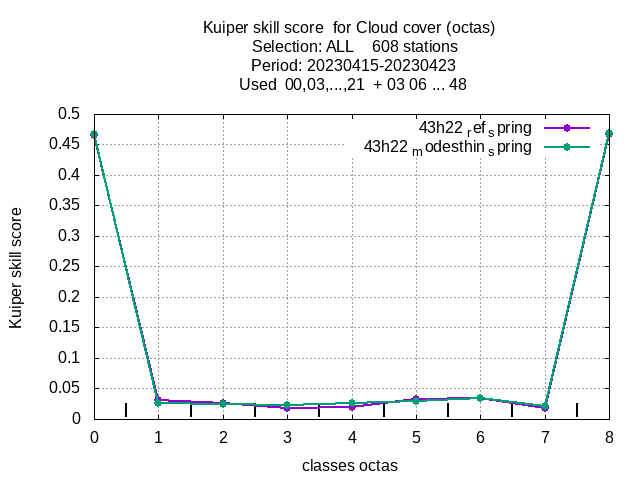 Kuiper skill score  for Cloud cover (octas)
Selection: ALL    608 stations
Period: 20230415-20230423
Used  00,03,...,21  + 03 06 ... 48
43h22 ref spring
43h22 modesthin spring
0.5
0.45
0.4
0.35
0.3
0.25
0.2
0.15
0.1
0.05
0
Kuiper skill score
0 1 2 3 4 5 6 7 8
classes octas